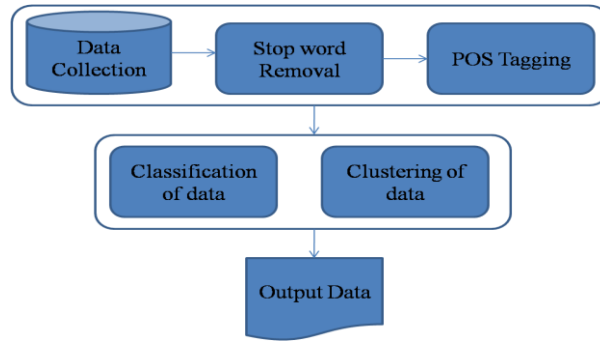 Data
Collection
Stop word
Removal
POS Tagging
Classification
of data
Clustering of
data
Output Data